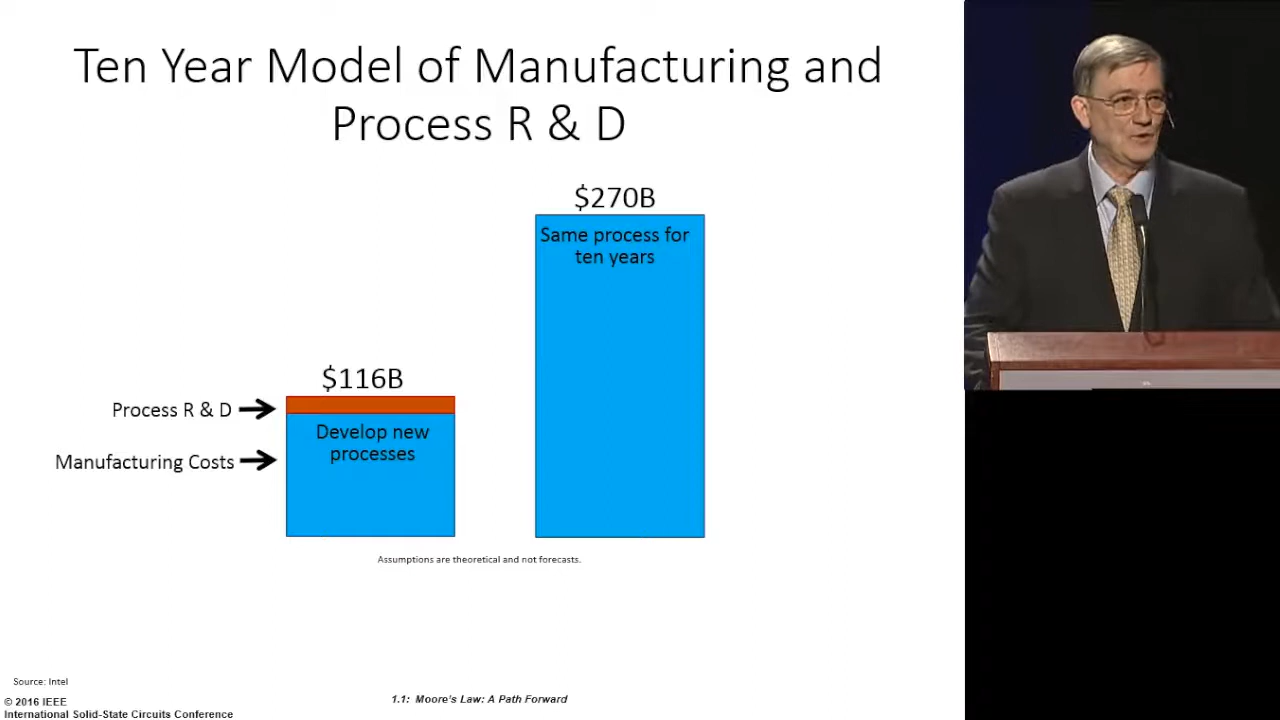 Ten Year Model of Manufacturing and
Process R & D
$270B
Same process for
ten years
$116B
Process R & D
Develop new
processes
Manufacturing Costs
Assumptions are theoretical and not forecasts.
Source: Intel
© 2016 IEEE
International Solid-State Circuits Conference
1.1: Moore's Law: A Path Forward